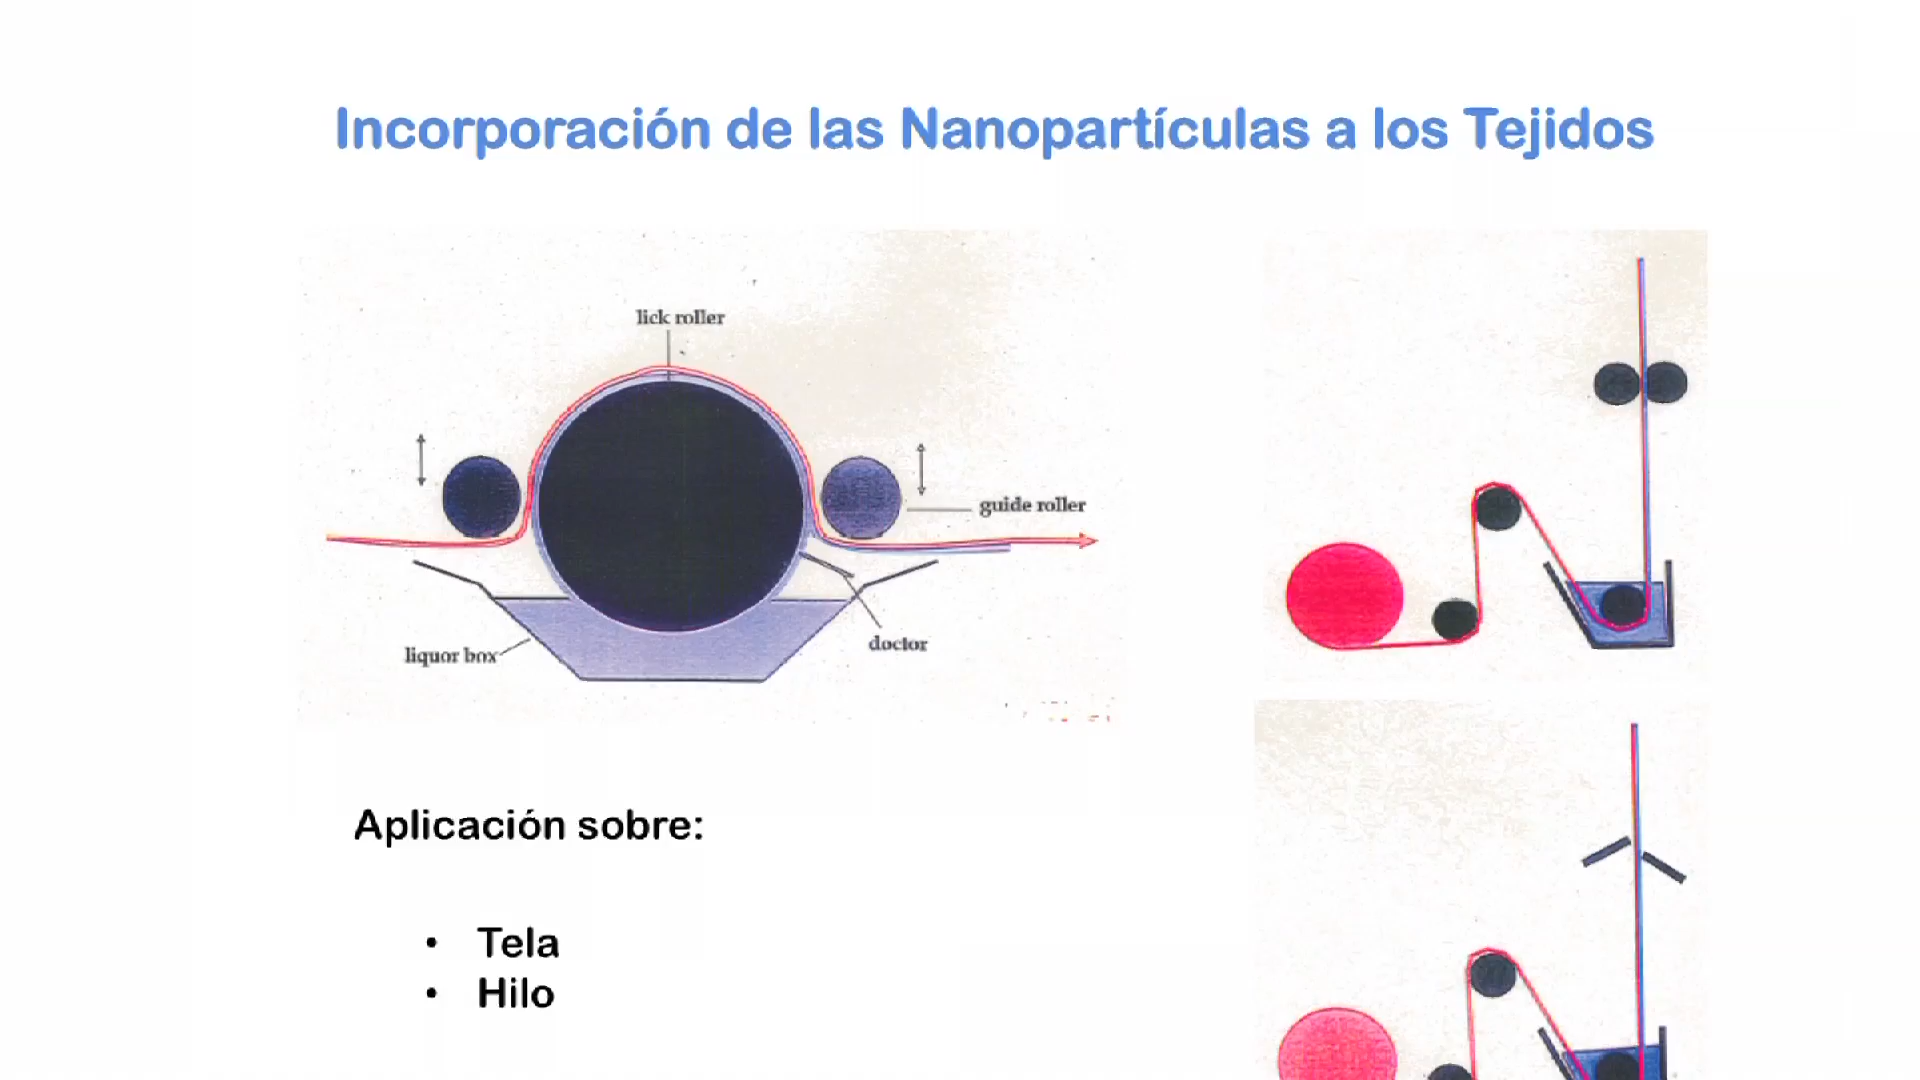 Incorporación de las Nanopartículas a los Tejidos
lick roller
guide roller
doctor
liquor box
Aplicación sobre:
• Tela
• Hilo